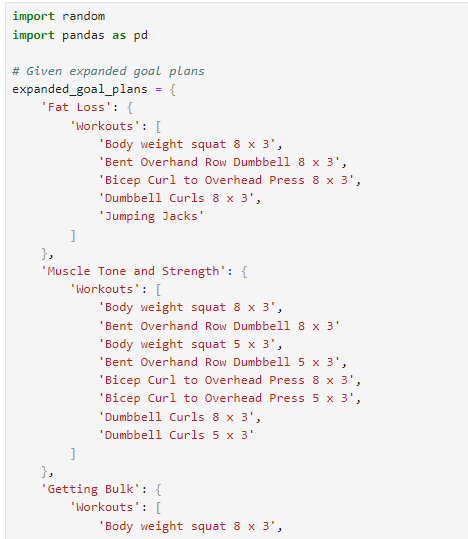 import random
import pandas as pd

# Given expanded goal plans
expanded_goal_plans = {
    'Fat Loss': {
        'Workouts': [
            'Body weight squat 8 x 3',
            'Bent Overhand Row Dumbbell 8 x 3',
            'Bicep Curl to Overhead Press 8 x 3',
            'Dumbbell Curls 8 x 3',
            'Jumping Jacks'
        ]
    },
    'Muscle Tone and Strength': {
        'Workouts': [
            'Body weight squat 8 x 3',
            'Bent Overhand Row Dumbbell 8 x 3'
            'Body weight squat 5 x 3',
            'Bent Overhand Row Dumbbell 5 x 3',
            'Bicep Curl to Overhead Press 8 x 3',
            'Bicep Curl to Overhead Press 5 x 3',
            'Dumbbell Curls 8 x 3',
            'Dumbbell Curls 5 x 3'
        ]
    },
    'Getting Bulk': {
        'Workouts': [
            'Body weight squat 8 x 3',